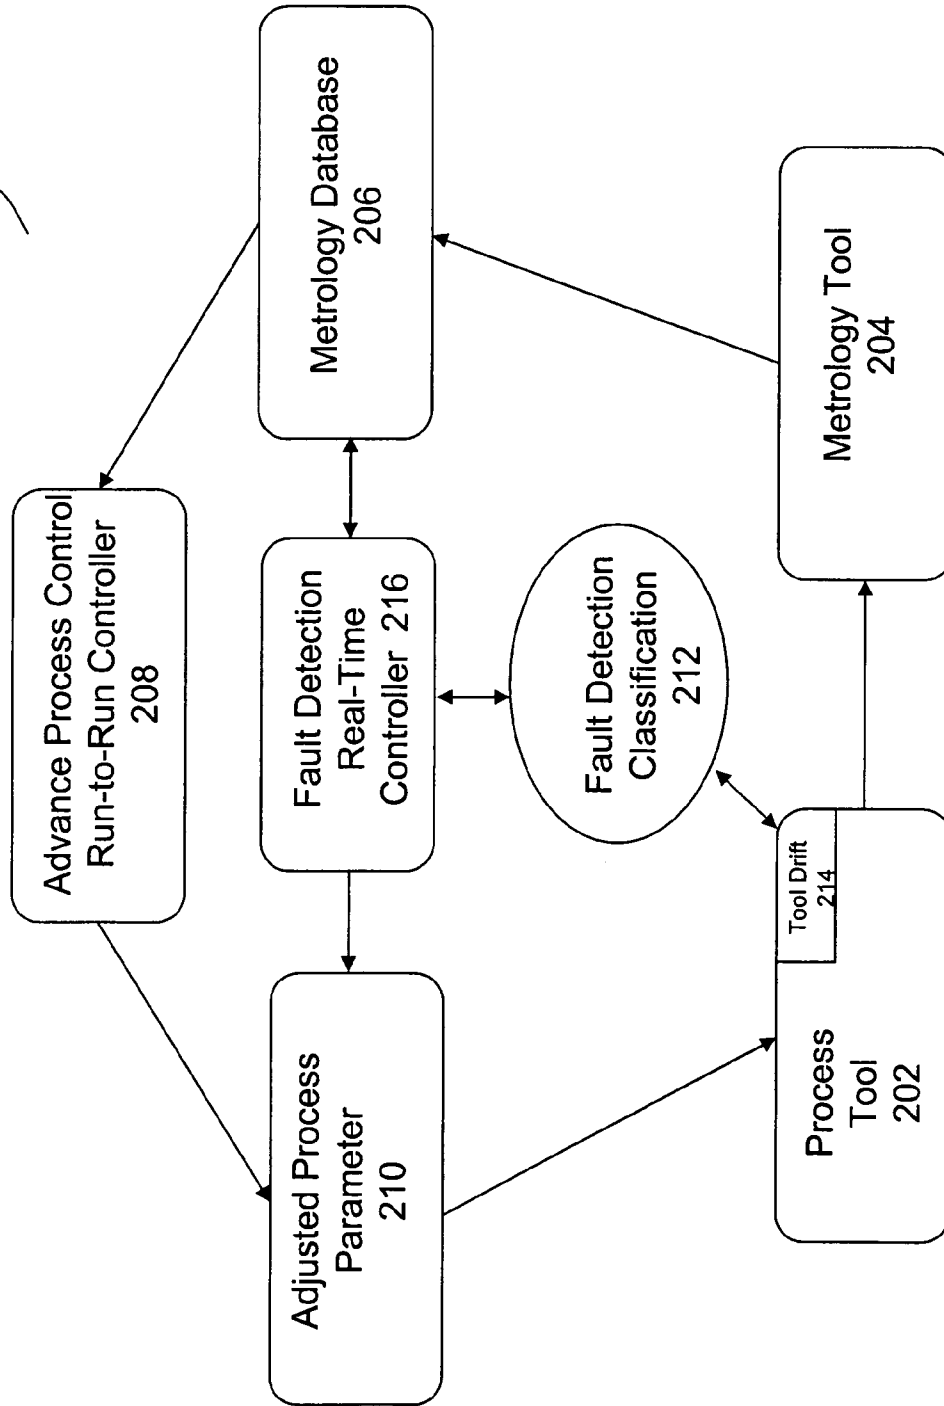 Advance Process Control
Run-to-Run Controller
208
Adjusted Process
Parameter
210
Fault Detection
Real-Time
Controller 216
Metrology Database
206
Fault Detection
Classification
212
Process
Tool
202
Tool Drift
214
Metrology Tool
204